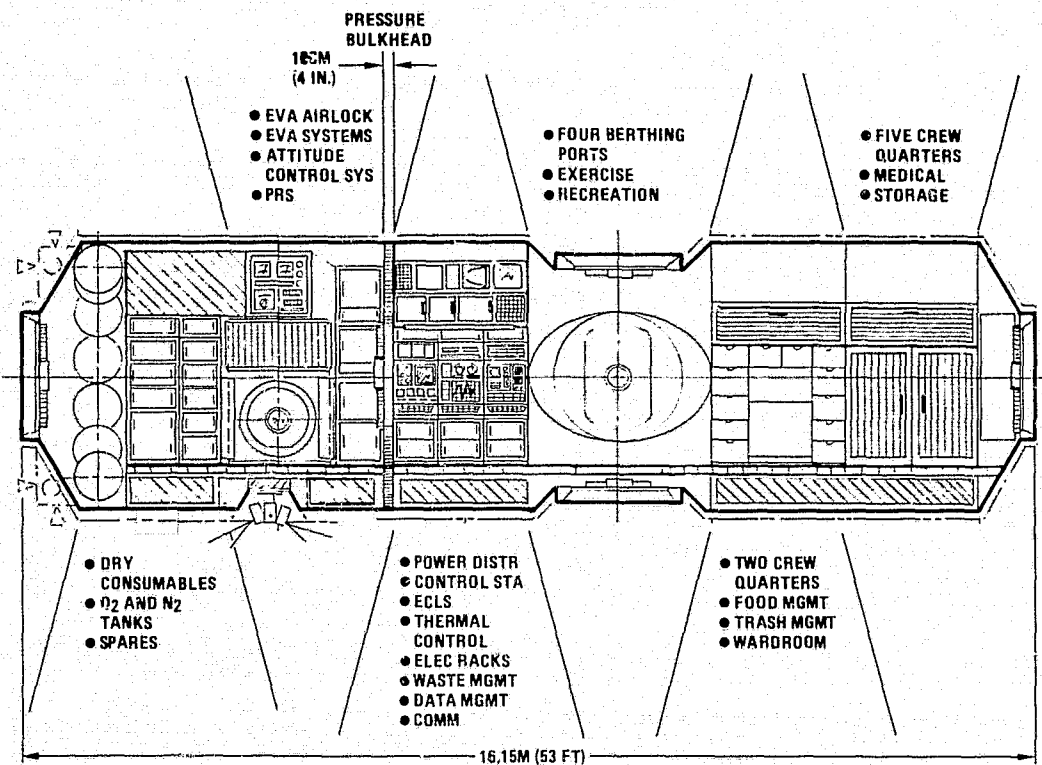 PRESSURE
BULKHEAD
10CM
(4 IN.)
● EVA AIRLOCK
● EVA SYSTEMS
● ATTITUDE
CONTROL SYS
● PRS
● FOUR BERTHING
PORTS
● EXERCISE
● RECREATION
● FIVE CREW
QUARTERS
● MEDICAL
● STORAGE
● DRY
CONSUMABLES
● O₂ AND N₂
TANKS
● SPARES
● POWER DISTR
● CONTROL STA
● ECLS
● THERMAL
CONTROL
● ELEC RACKS
● WASTE MGMT
● DATA MGMT
● COMM
● TWO CREW
QUARTERS
● FOOD MGMT
● TRASH MGMT
● WARDROOM
16,15M (53 FT)